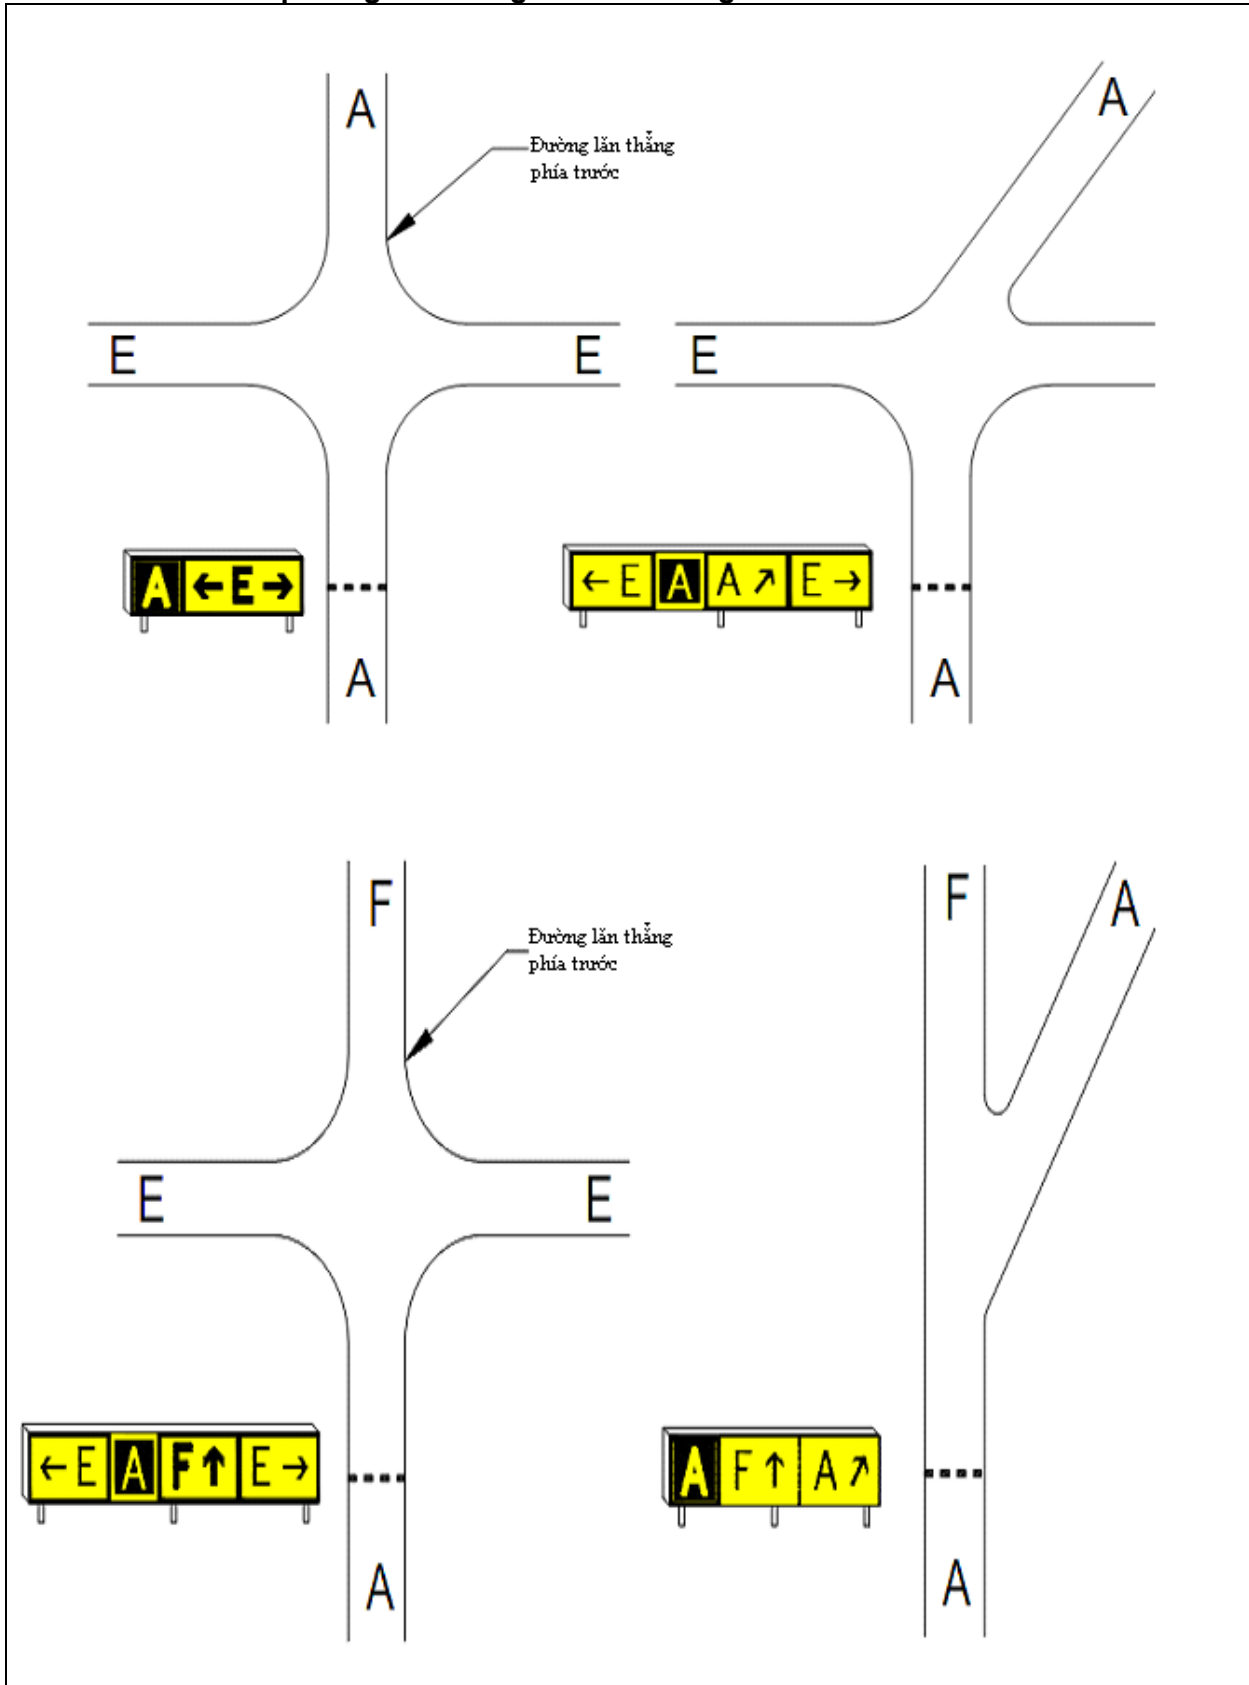 A
A
Đường lăn thẳng
phía trước
E
E
E
A ←E→
← E A A ↗ E →
A
A
F
F
A
Đường lăn thẳng
phía trước
E
E
← E A F ↑ E →
A F ↑ A ↗
A
A